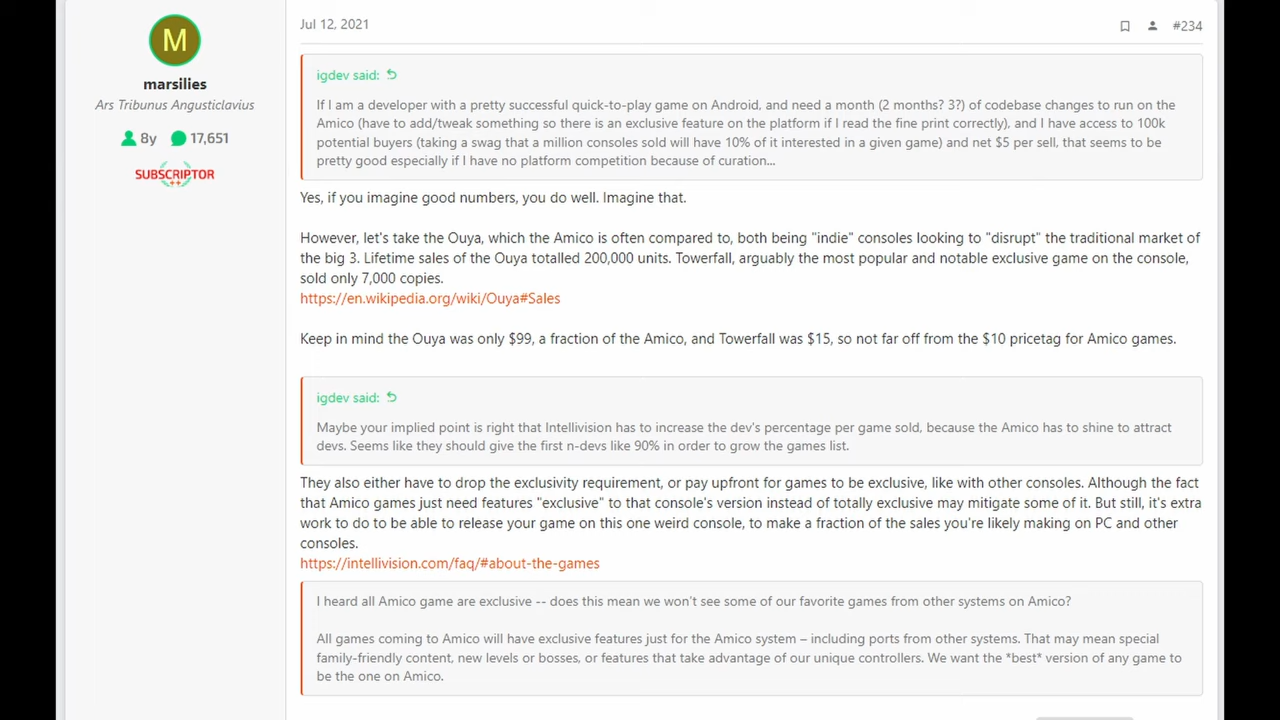 M
marsilies
Ars Tribunus Angusticlavius
8y 17,651
SUBSCRIPTOR
++
Jul 12, 2021
#234
igdev said:
If I am a developer with a pretty successful quick-to-play game on Android, and need a month (2 months? 3?) of codebase changes to run on the
Amico (have to add/tweak something so there is an exclusive feature on the platform if I read the fine print correctly), and I have access to 100k
potential buyers (taking a swag that a million consoles sold will have 10% of it interested in a given game) and net $5 per sell, that seems to be
pretty good especially if I have no platform competition because of curation...
Yes, if you imagine good numbers, you do well. Imagine that.
However, let's take the Ouya, which the Amico is often compared to, both being "indie" consoles looking to "disrupt" the traditional market of
the big 3. Lifetime sales of the Ouya totalled 200,000 units. Towerfall, arguably the most popular and notable exclusive game on the console,
sold only 7,000 copies.
https://en.wikipedia.org/wiki/Ouya#Sales
Keep in mind the Ouya was only $99, a fraction of the Amico, and Towerfall was $15, so not far off from the $10 pricetag for Amico games.
igdev said:
Maybe your implied point is right that Intellivision has to increase the dev's percentage per game sold, because the Amico has to shine to attract
devs. Seems like they should give the first n-devs like 90% in order to grow the games list.
They also either have to drop the exclusivity requirement, or pay upfront for games to be exclusive, like with other consoles. Although the fact
that Amico games just need features "exclusive" to that console's version instead of totally exclusive may mitigate some of it. But still, it's extra
work to do to be able to release your game on this one weird console, to make a fraction of the sales you're likely making on PC and other
consoles.
https://intellivision.com/faq/#about-the-games
I heard all Amico game are exclusive -- does this mean we won't see some of our favorite games from other systems on Amico?
All games coming to Amico will have exclusive features just for the Amico system – including ports from other systems. That may mean special
family-friendly content, new levels or bosses, or features that take advantage of our unique controllers. We want the *best* version of any game to
be the one on Amico.